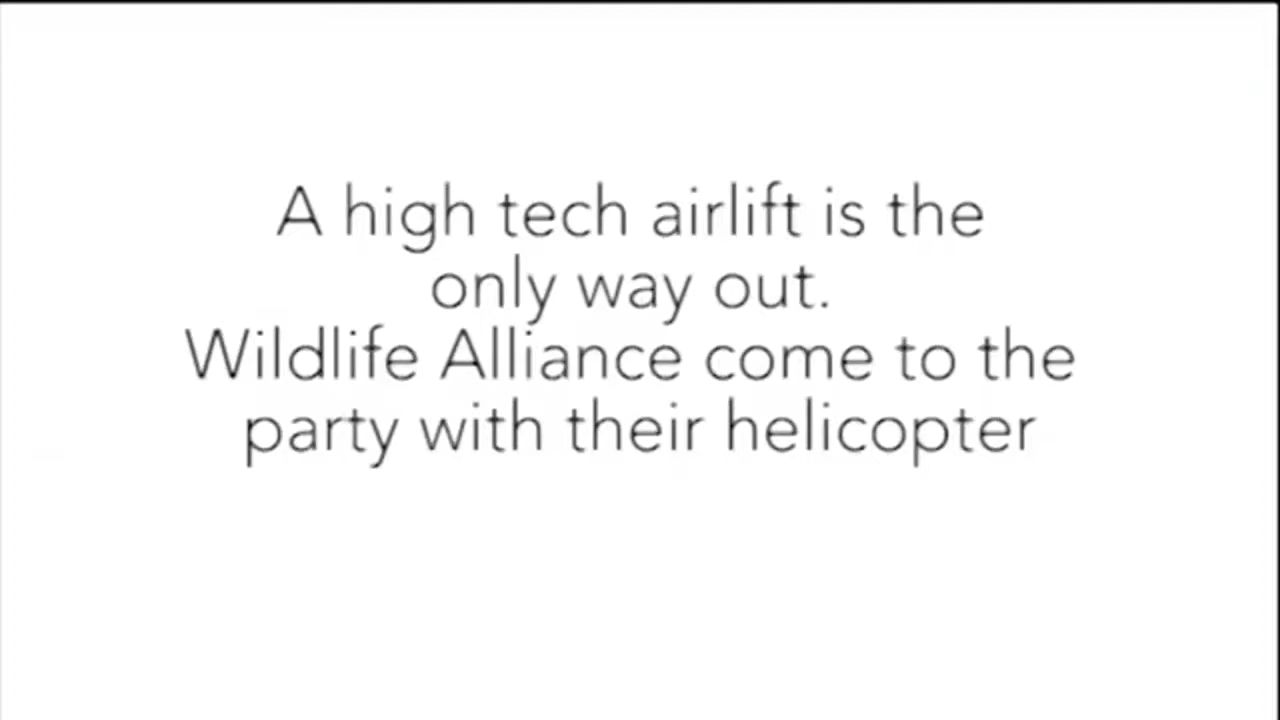 A high tech airlift is the
only way out.
Wildlife Alliance come to the
party with their helicopter